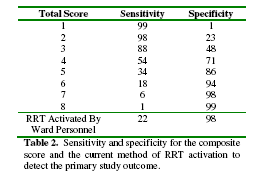 Total Score Sensitivity Specificity
1 99 1
2 98 23
3 88 48
4 54 71
5 34 86
6 18 94
7 6 98
8 1 99
RRT Activated By 22 98
Ward Personnel
Table 2. Sensitivity and specificity for the composite
score and the current method of RRT activation to
detect the primary study outcome.